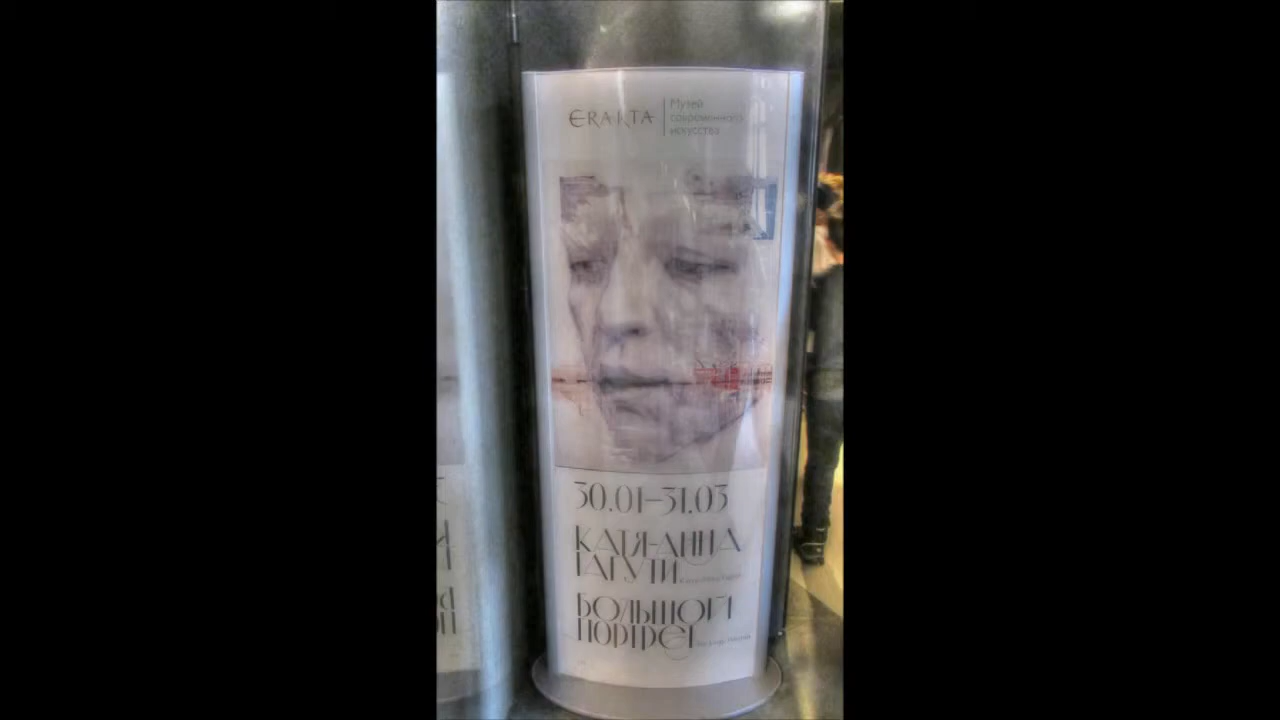 ERARTA
Музей
современного
искусства
30.01–31.03
КАТЯ-АННА
ТАГУТИ
БОЛЬШОЙ
ПОРТРЕТ